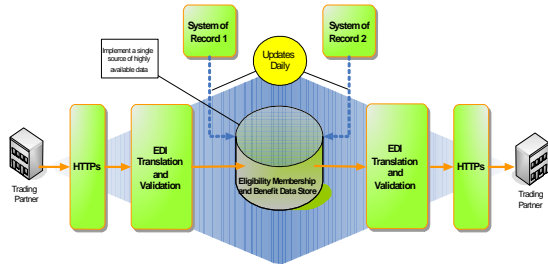 System of
Record 1
System of
Record 2
Implement a single
source of highly
available data
Updates
Daily
Trading
Partner
HTTPs
EDI
Translation
and
Validation
Eligibility Membership
and Benefit Data Store
EDI
Translation
and
Validation
HTTPs
Trading
Partner